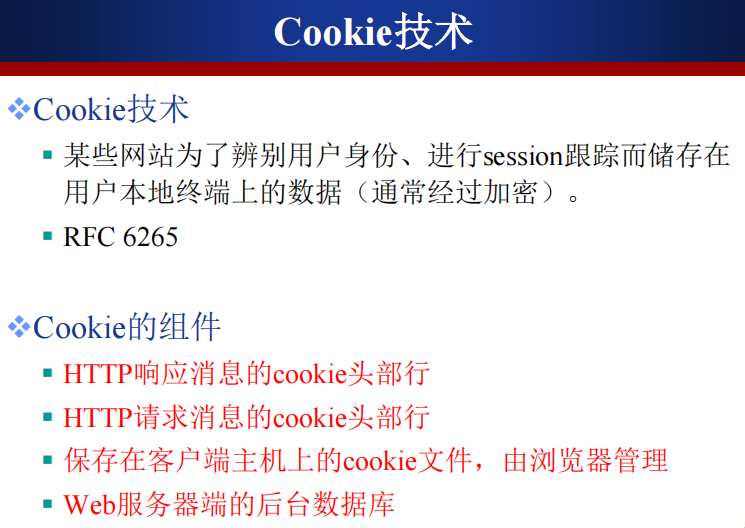 Cookie技术
Cookie技术
某些网站为了辨别用户身份、进行session跟踪而储存在
用户本地终端上的数据（通常经过加密）。
RFC 6265
Cookie的组件
HTTP响应消息的cookie头部行
HTTP请求消息的cookie头部行
保存在客户端主机上的cookie文件，由浏览器管理
Web服务器端的后台数据库